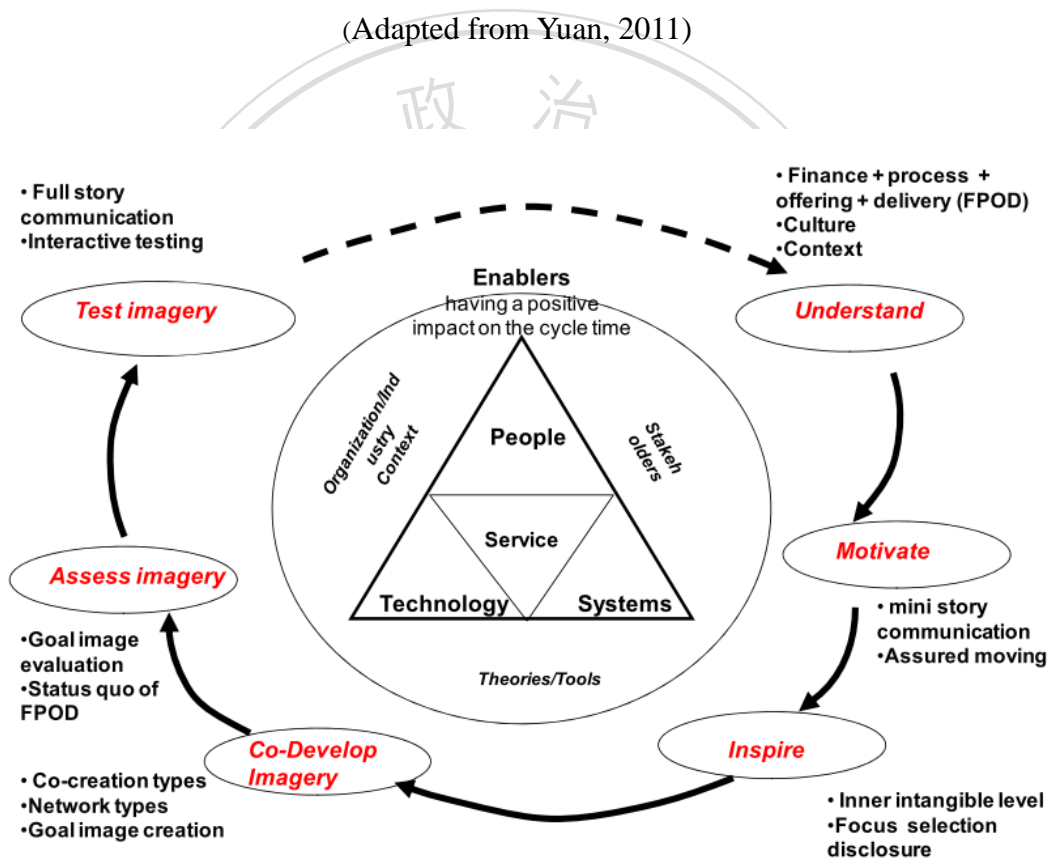 (Adapted from Yuan, 2011)
政 治
• Full story
communication
•Interactive testing
• Finance + process +
offering + delivery (FPOD)
•Culture
•Context
Test imagery
Enablers
having a positive
impact on the cycle time
Understand
Organization/Ind
ustry
Context
People
Stakeh
olders
Service
Technology
Systems
Theories/Tools
Motivate
• mini story
communication
•Assured moving
Inspire
• Inner intangible level
•Focus selection
disclosure
Co-Develop
Imagery
• Co-creation types
•Network types
•Goal image creation
Assess imagery
•Goal image
evaluation
•Status quo of
FPOD